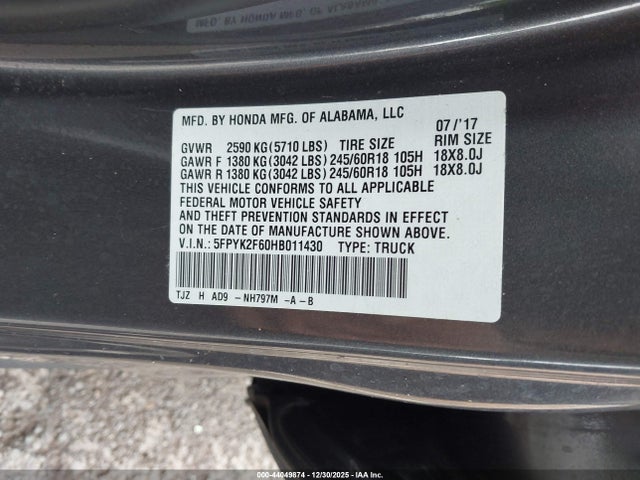 MFD. BY HONDA MFG. OF ALABAMA, LLC 07/'17
GVWR 2590 KG (5710 LBS) TIRE SIZE RIM SIZE
GAWR F 1380 KG (3042 LBS) 245/60R18 105H 18X8.0J
GAWR R 1380 KG (3042 LBS) 245/60R18 105H 18X8.0J
THIS VEHICLE CONFORMS TO ALL APPLICABLE
FEDERAL MOTOR VEHICLE SAFETY
AND THEFT PREVENTION STANDARDS IN EFFECT
ON THE DATE OF MANUFACTURE SHOWN ABOVE.
V.I.N.: 5FPYK2F60HB011430 TYPE: TRUCK
TJZ H AD9 -NH797M -A -B
000-44049874 | 12/30/2025 | IAA Inc.